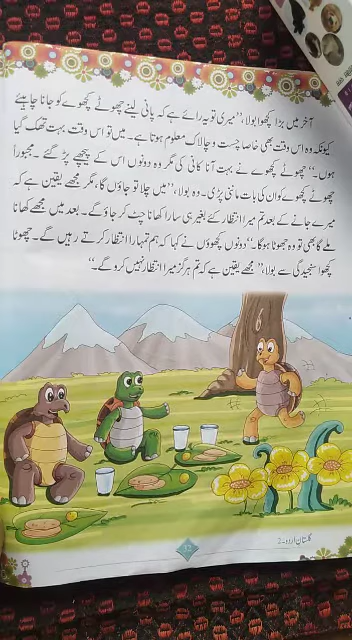 آخر میں بڑا کچھوا بولا، ”میری تو یہ رائے ہے کہ پانی لینے چھوٹے کچھوے کو جانا چاہیئے
کیونکہ وہ اس وقت بھی خاصا چست و چالاک معلوم ہوتا ہے۔ میں تو اس وقت بہت تھک گیا
ہوں۔“ چھوٹے کچھوے نے بہت آنا کانی کی مگر وہ دونوں اس کے پیچھے پڑ گئے ۔ مجبوراً
چھوٹے کچھوے کو ان کی بات ماننی پڑی۔ وہ بولا، ”میں چلا تو جاؤں گا، مگر مجھے یقین ہے کہ
میرے جانے کے بعد تم میرا انتظار کئے بغیر ہی سارا کھانا چٹ کر جاؤ گے۔ بعد میں مجھے کھانا
ملے گا بھی تو وہ جھوٹا ہوگا۔“ دونوں کچھوؤں نے کہا کہ ہم تمہارا انتظار کرتے رہیں گے۔ چھوٹا
کچھوا سنجیدگی سے بولا، ”مجھے یقین ہے کہ تم ہرگز میرا انتظار نہیں کرو گے۔“
گلستان اردو۔2